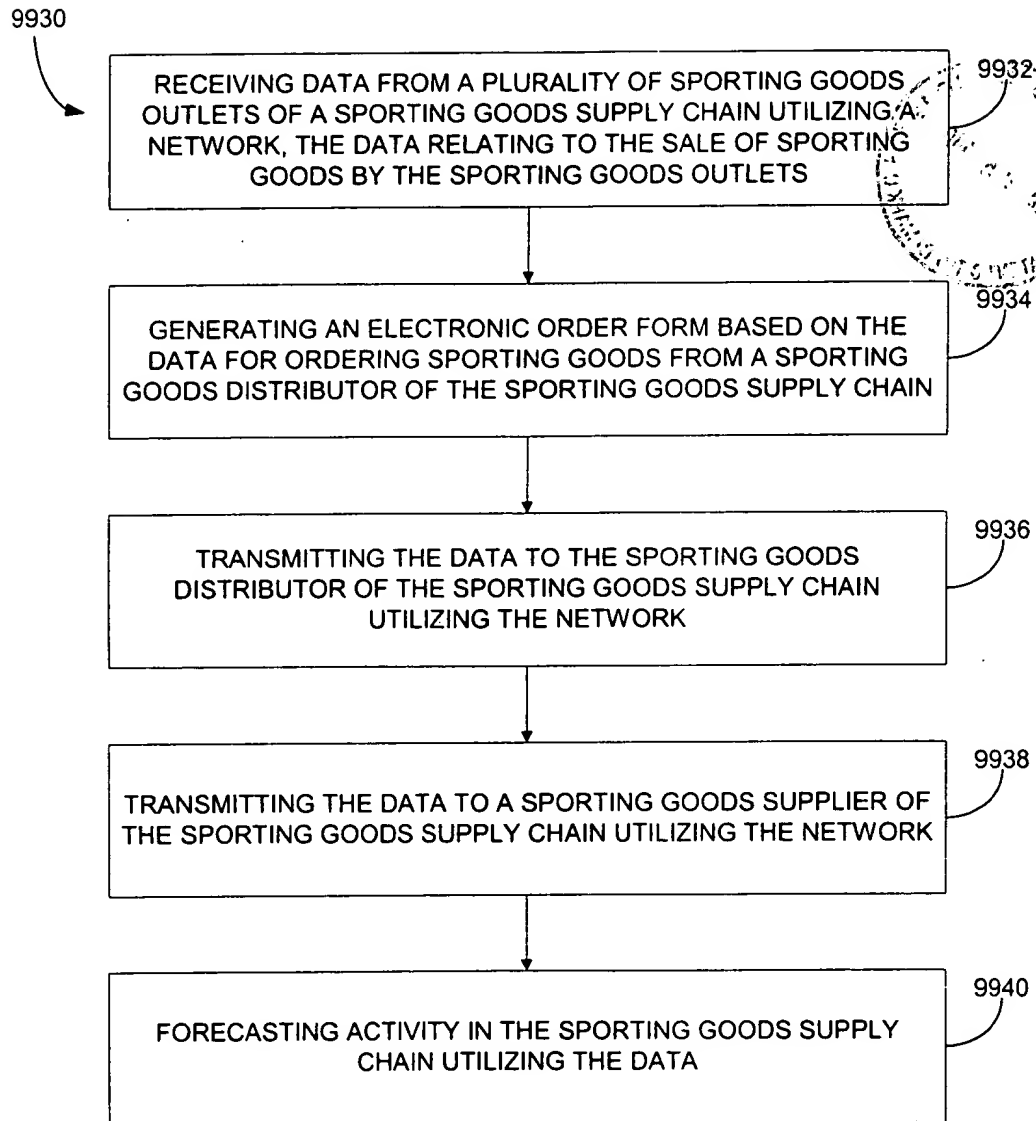 9930
RECEIVING DATA FROM A PLURALITY OF SPORTING GOODS
OUTLETS OF A SPORTING GOODS SUPPLY CHAIN UTILIZING A
NETWORK, THE DATA RELATING TO THE SALE OF SPORTING
GOODS BY THE SPORTING GOODS OUTLETS
9932
GENERATING AN ELECTRONIC ORDER FORM BASED ON THE
DATA FOR ORDERING SPORTING GOODS FROM A SPORTING
GOODS DISTRIBUTOR OF THE SPORTING GOODS SUPPLY CHAIN
9934
TRANSMITTING THE DATA TO THE SPORTING GOODS
DISTRIBUTOR OF THE SPORTING GOODS SUPPLY CHAIN
UTILIZING THE NETWORK
9936
TRANSMITTING THE DATA TO A SPORTING GOODS SUPPLIER OF
THE SPORTING GOODS SUPPLY CHAIN UTILIZING THE NETWORK
9938
FORECASTING ACTIVITY IN THE SPORTING GOODS SUPPLY
CHAIN UTILIZING THE DATA
9940